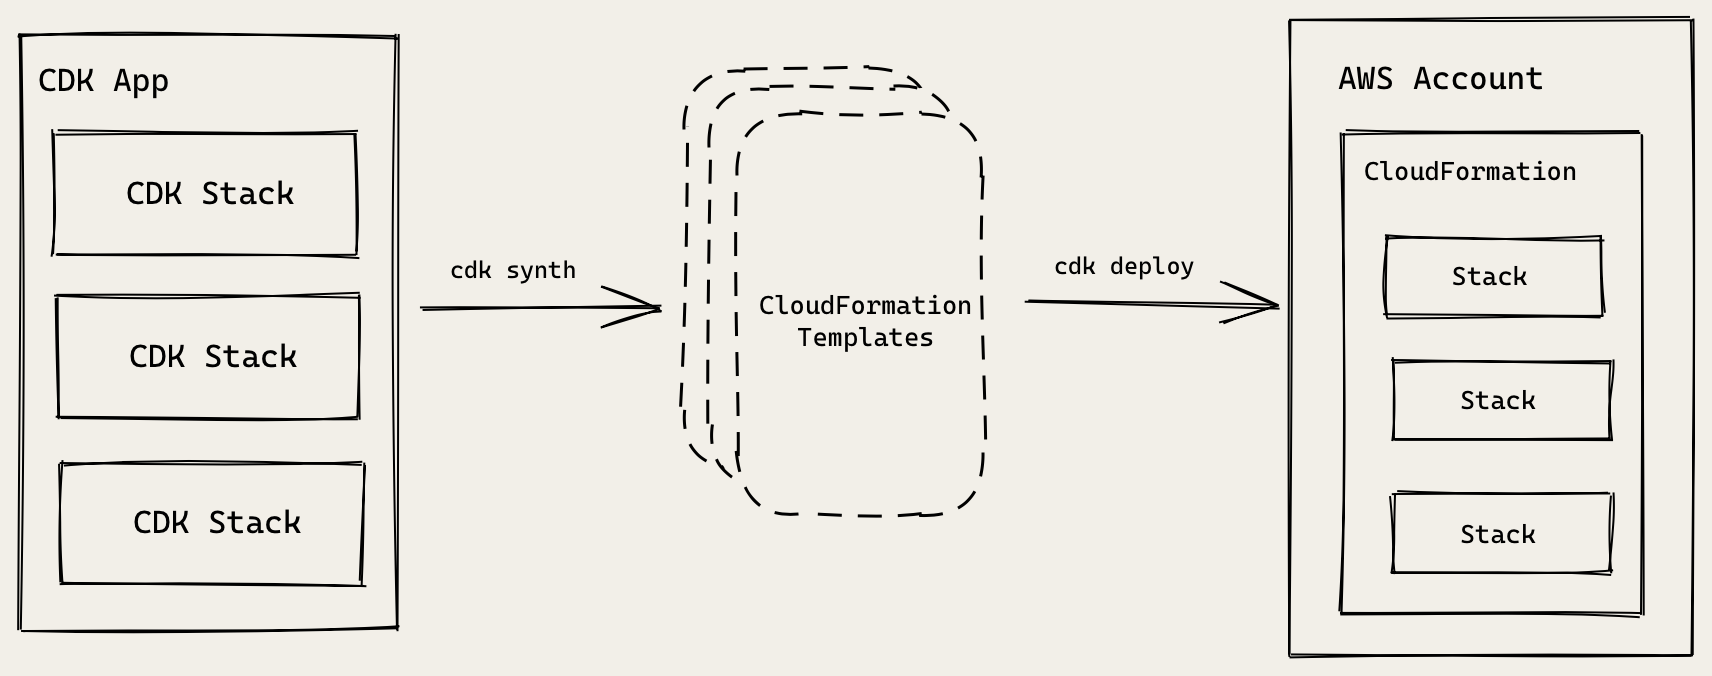 CDK App
CDK Stack
CDK Stack
CDK Stack
cdk synth
CloudFormation
Templates
cdk deploy
AWS Account
CloudFormation
Stack
Stack
Stack